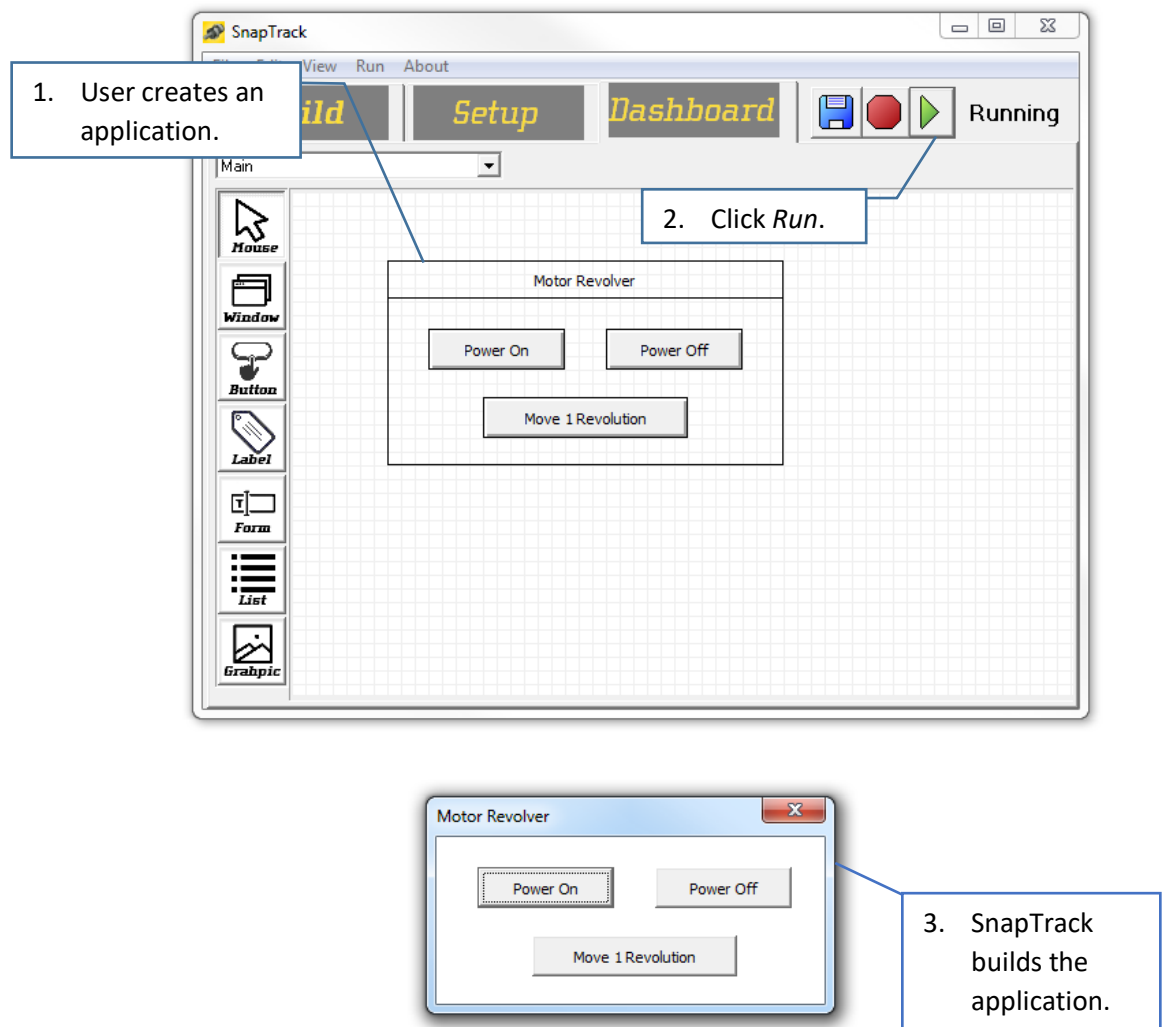 SnapTrack
View Run About
1. User creates an
application.
Setup Dashboard Running
Main
2. Click Run.
Mouse
Motor Revolver
Window
Power On Power Off
Button
Move 1 Revolution
Label
Form
List
Grahpic
Motor Revolver
Power On Power Off
Move 1 Revolution
3. SnapTrack
builds the
application.